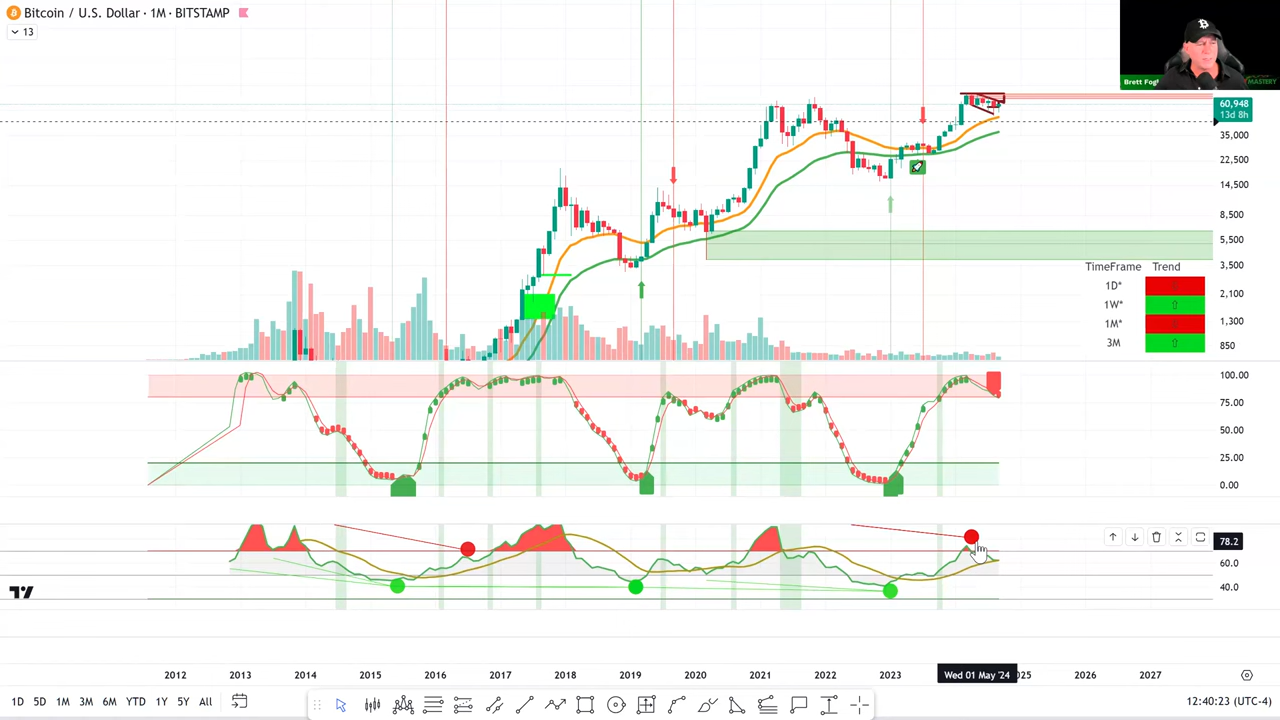 Bitcoin / U.S. Dollar · 1M · BITSTAMP
13
B
Brett Fogl
MASTERY
60,948
13d 8h
35,000
22,500
14,500
8,500
5,500
3,500
2,100
1,300
850
TimeFrame Trend
1D*
1W*
1M*
3M
100.00
75.00
50.00
25.00
0.00
78.2
60.0
40.0
2012 2013 2014 2015 2016 2017 2018 2019 2020 2021 2022 2023 Wed 01 May '24 025 2026 2027
1D 5D 1M 3M 6M YTD 1Y 5Y All
12:40:23 (UTC-4)